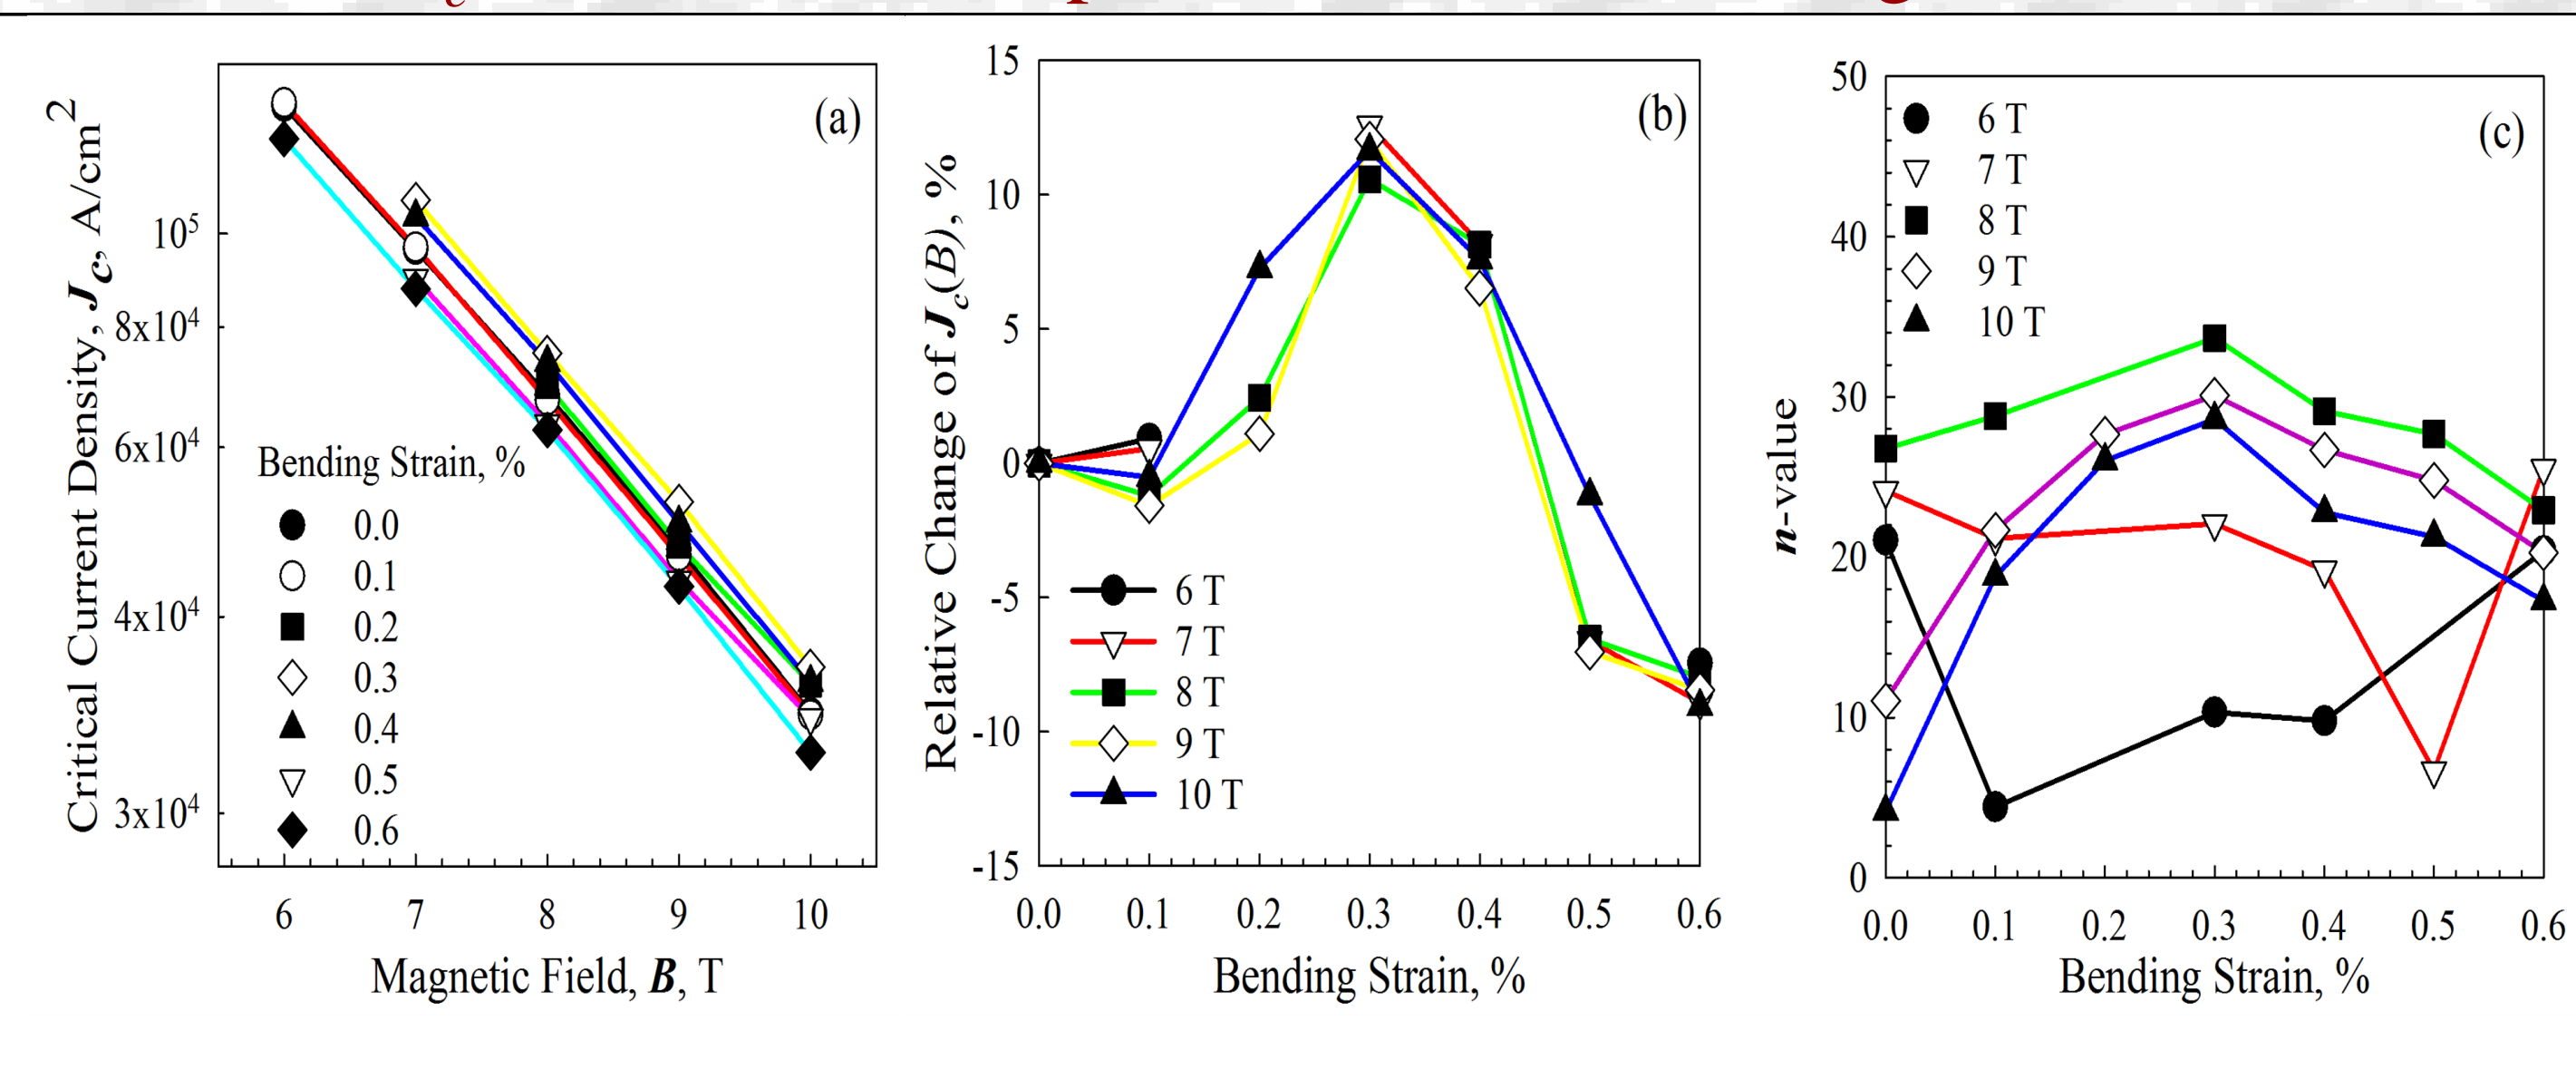 (a)
Critical Current Density, Jc, A/cm²
10⁵
8x10⁴
6x10⁴
4x10⁴
3x10⁴
Bending Strain, %
0.0
0.1
0.2
0.3
0.4
0.5
0.6
6 7 8 9 10
Magnetic Field, B, T
(b)
Relative Change of Jc(B), %
15
10
5
0
-5
-10
-15
6 T
7 T
8 T
9 T
10 T
0.0 0.1 0.2 0.3 0.4 0.5 0.6
Bending Strain, %
(c)
n-value
50
40
30
20
10
0
6 T
7 T
8 T
9 T
10 T
0.0 0.1 0.2 0.3 0.4 0.5 0.6
Bending Strain, %